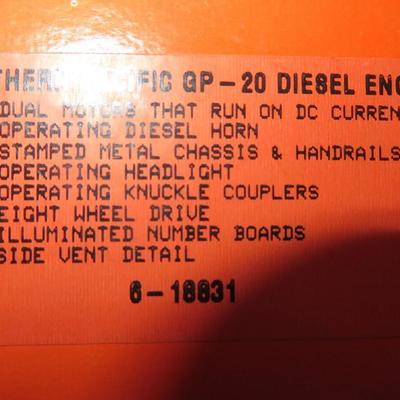 THERN PACIFIC GP-20 DIESEL ENG
DUAL MOTORS THAT RUN ON DC CURREN
OPERATING DIESEL HORN
STAMPED METAL CHASSIS & HANDRAILS
OPERATING HEADLIGHT
OPERATING KNUCKLE COUPLERS
EIGHT WHEEL DRIVE
ILLUMINATED NUMBER BOARDS
SIDE VENT DETAIL
6-18831